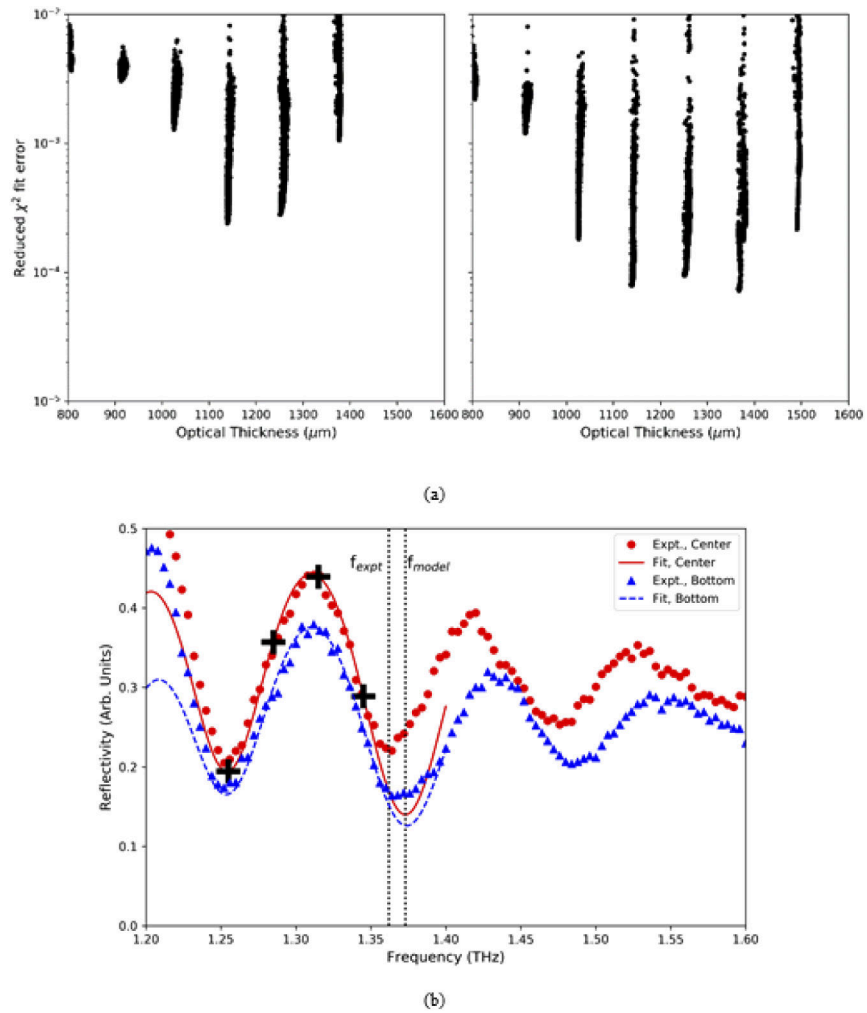 10⁻²
10⁻³
10⁻⁴
10⁻⁵
Reduced χ² fit error
800 900 1000 1100 1200 1300 1400 1500 1600
800 900 1000 1100 1200 1300 1400 1500 1600
Optical Thickness (μm)
Optical Thickness (μm)
(a)
0.5
0.4
0.3
0.2
0.1
0.0
Reflectivity (Arb. Units)
f_expt
f_model
Expt., Center
Fit, Center
Expt., Bottom
Fit, Bottom
1.20 1.25 1.30 1.35 1.40 1.45 1.50 1.55 1.60
Frequency (THz)
(b)